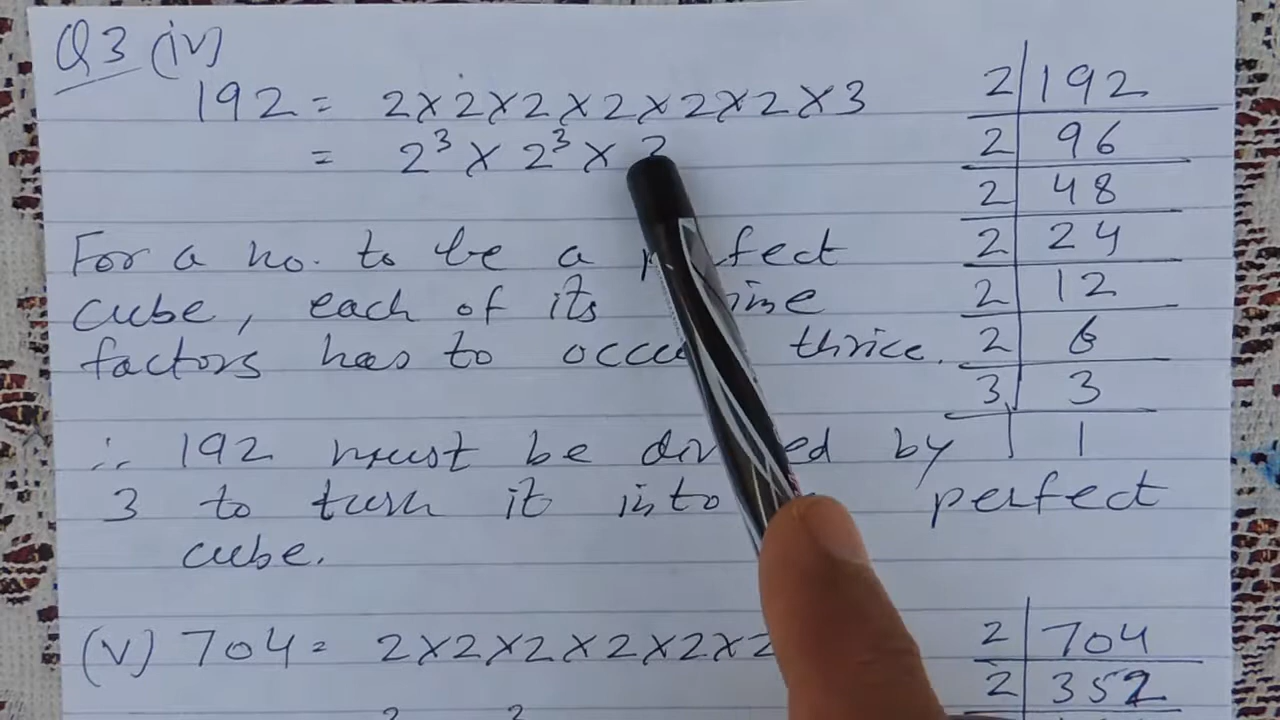 Q3 (iv)
192 = 2×2×2×2×2×2×3
= 2³ × 2³ ×
For a no. to be a
cube, each of its
factors has to thrice.
∴ 192 must be by
3 to turn it into perfect
cube.
(v) 704 = 2×2×2×2×2×2
2 | 192
2 | 96
2 | 48
2 | 24
2 | 12
2 | 6
3 | 3
| 1
2 | 704
2 | 352